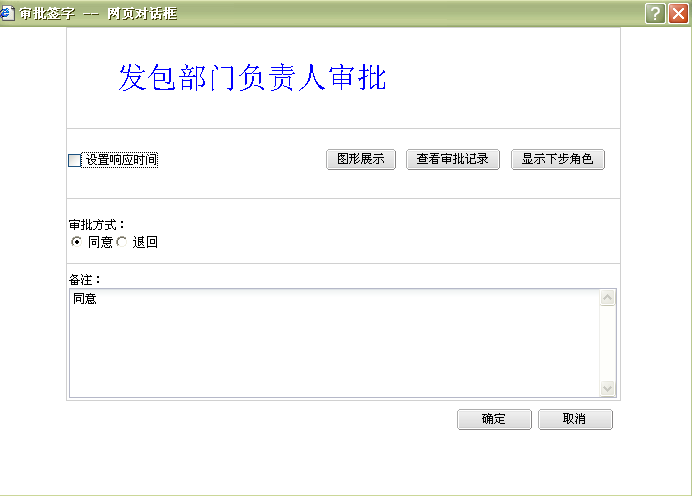 审批签字 -- 网页对话框
发包部门负责人审批
设置响应时间 图形展示 查看审批记录 显示下步角色
审批方式：
同意 退回
备注：
同意
确定 取消